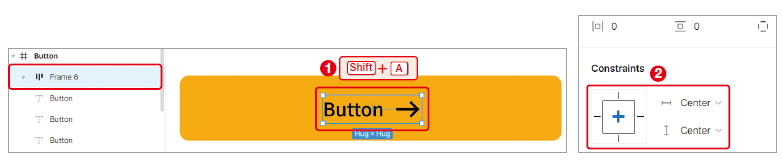 Button
Frame 6
Button
Button
Button
1
Shift + A
Button →
Hug × Hug
0
0
Constraints
2
Center
Center